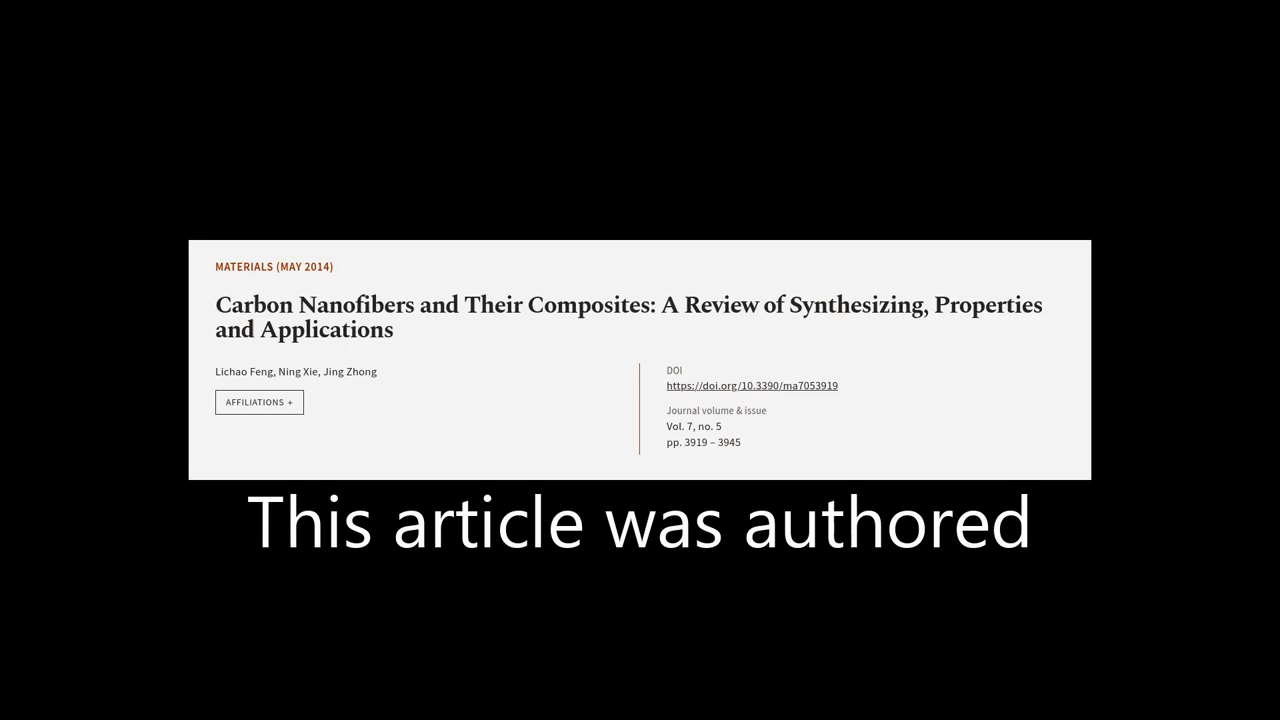 MATERIALS (MAY 2014)
Carbon Nanofibers and Their Composites: A Review of Synthesizing, Properties
and Applications
Lichao Feng, Ning Xie, Jing Zhong
AFFILIATIONS +
DOI
https://doi.org/10.3390/ma7053919
Journal volume & issue
Vol. 7, no. 5
pp. 3919 – 3945
This article was authored